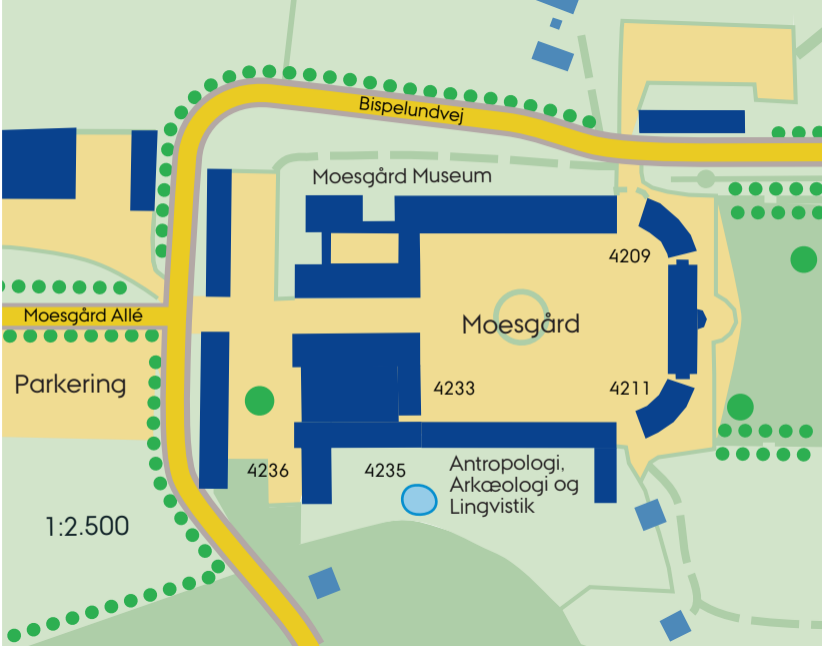 Bispelundvej
Moesgård Museum
4209
Moesgård Allé
Moesgård
Parkering
4233
4211
4236
4235
Antropologi,
Arkæologi og
Lingvistik
1:2.500